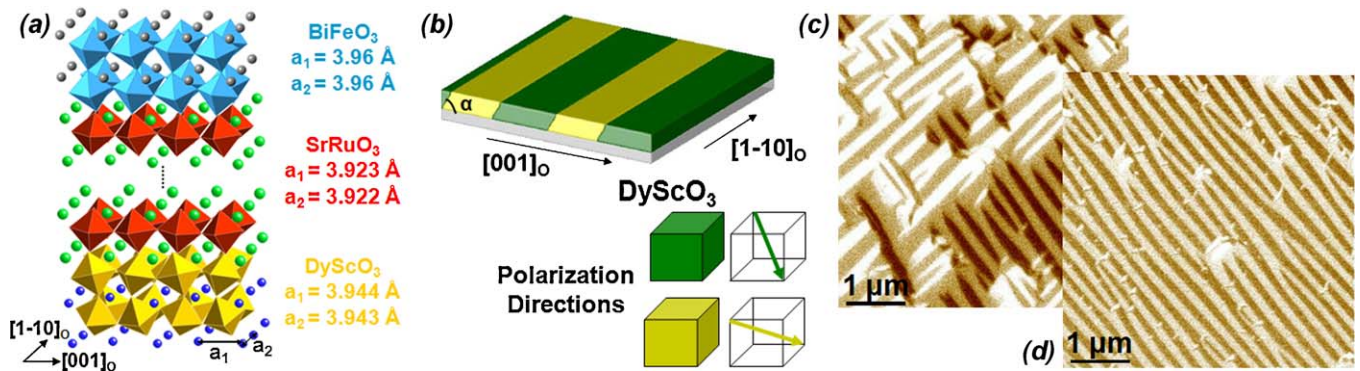 (a)
BiFeO₃
a₁ = 3.96 Å
a₂ = 3.96 Å
SrRuO₃
a₁ = 3.923 Å
a₂ = 3.922 Å
DyScO₃
a₁ = 3.944 Å
a₂ = 3.943 Å
[1-10]O
[001]O
a₁
a₂
(b)
α
[001]O
[1-10]O
DyScO₃
Polarization
Directions
(c)
1 µm
(d)
1 µm